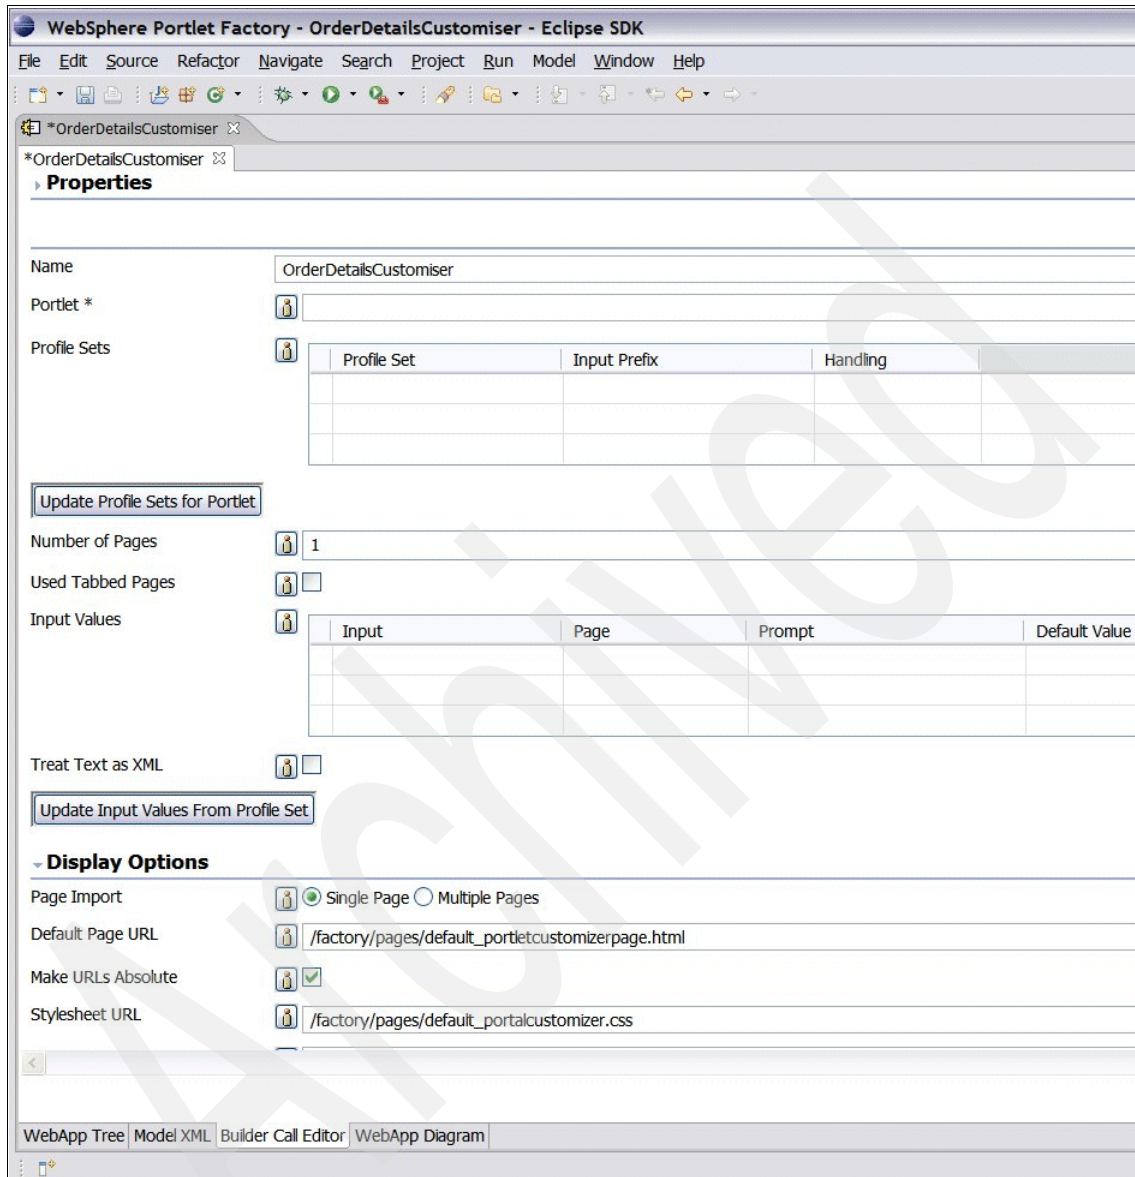 WebSphere Portlet Factory - OrderDetailsCustomiser - Eclipse SDK
File Edit Source Refactor Navigate Search Project Run Model Window Help
*OrderDetailsCustomiser
*OrderDetailsCustomiser
Properties
Name OrderDetailsCustomiser
Portlet *
Profile Sets
Profile Set Input Prefix Handling
Update Profile Sets for Portlet
Number of Pages 1
Used Tabbed Pages
Input Values
Input Page Prompt Default Value
Treat Text as XML
Update Input Values From Profile Set
Display Options
Page Import Single Page Multiple Pages
Default Page URL /factory/pages/default_portletcustomizerpage.html
Make URLs Absolute
Stylesheet URL /factory/pages/default_portalcustomizer.css
WebApp Tree Model XML Builder Call Editor WebApp Diagram
Archived